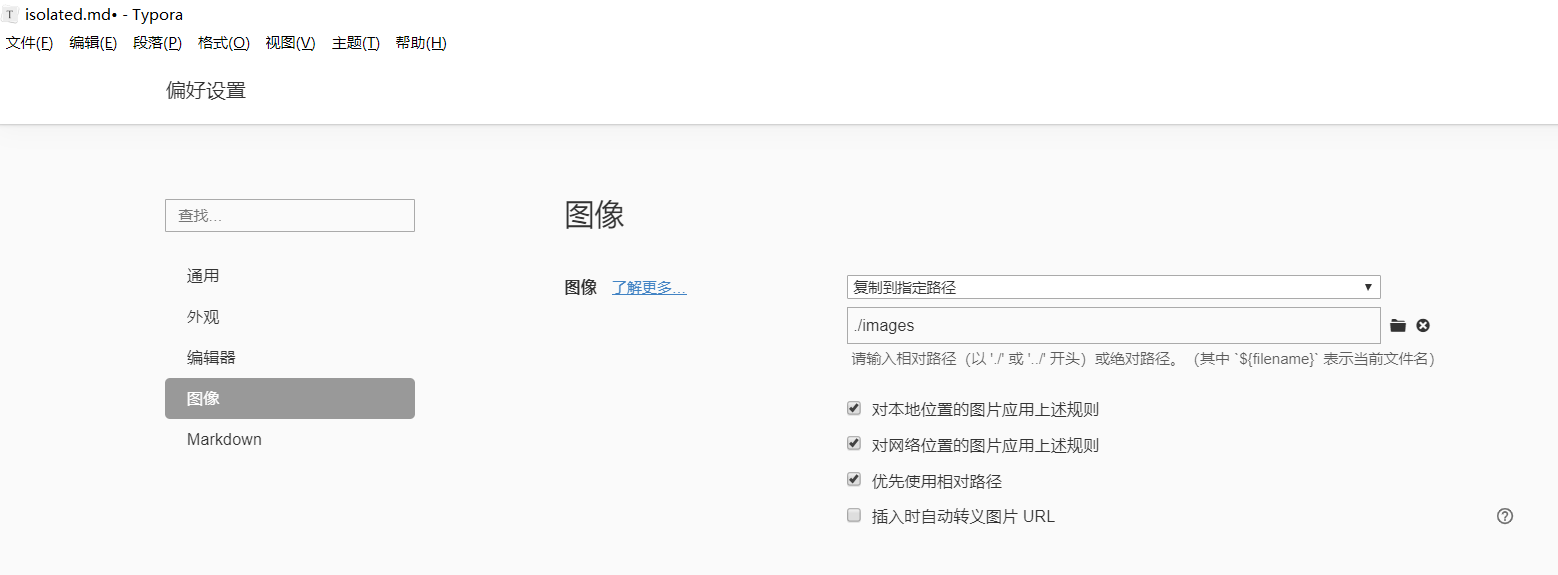 isolated.md• - Typora
文件(F) 编辑(E) 段落(P) 格式(O) 视图(V) 主题(T) 帮助(H)
偏好设置
查找…
通用
外观
编辑器
图像
Markdown
图像
图像 了解更多…
复制到指定路径
./images
请输入相对路径（以 './' 或 '../' 开头）或绝对路径。（其中 `${filename}` 表示当前文件名）
对本地位置的图片应用上述规则
对网络位置的图片应用上述规则
优先使用相对路径
插入时自动转义图片 URL